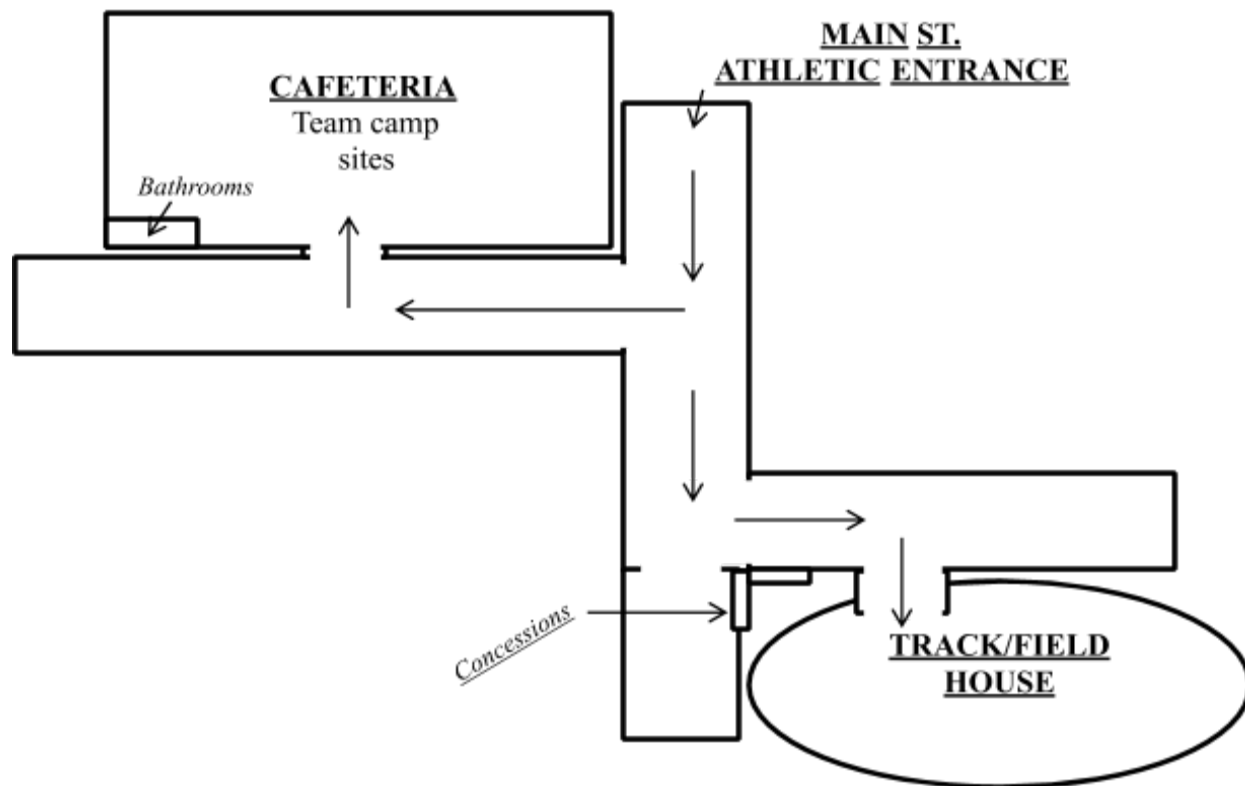 MAIN ST.
ATHLETIC ENTRANCE
CAFETERIA
Team camp
sites
Bathrooms
Concessions
TRACK/FIELD
HOUSE